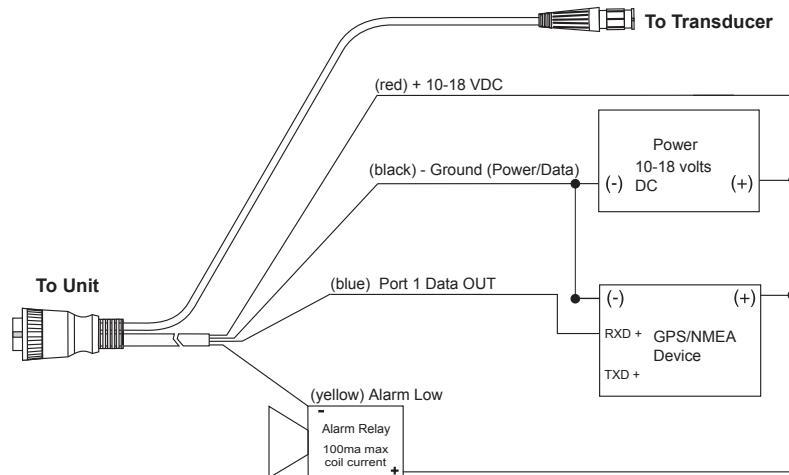 To Transducer
(red) + 10-18 VDC
Power
10-18 volts
DC
(-)
(+)
(black) - Ground (Power/Data)
To Unit
(blue) Port 1 Data OUT
(-)
(+)
RXD +
GPS/NMEA
Device
TXD +
(yellow) Alarm Low
-
Alarm Relay
100ma max
coil current
+